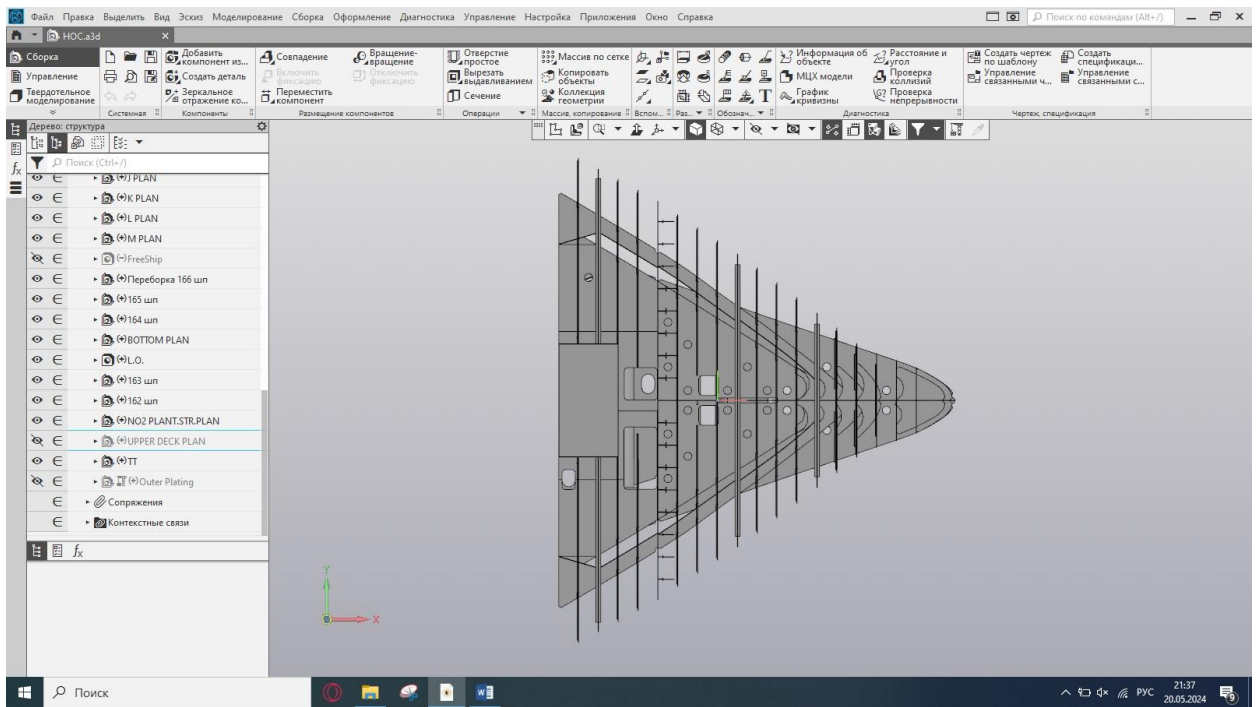 Файл Правка Выделить Вид Эскиз Моделирование Сборка Оформление Диагностика Управление Настройка Приложения Окно Справка
Поиск по командам (Alt+/)
НОС.a3d
Сборка
Управление
Твердотельное моделирование
Добавить компонент из...
Создать деталь
Зеркальное отражение ко...
Совпадение
Включить фиксацию
Переместить компонент
Вращение-вращение
Отключить фиксацию
Отверстие простое
Вырезать выдавливанием
Сечение
Массив по сетке
Копировать объекты
Коллекция геометрии
Информация об объекте
МЦХ модели
График кривизны
Расстояние и угол
Проверка коллизий
Проверка непрерывности
Создать чертеж по шаблону
Управление связанными ч...
Создать спецификаци...
Управление связанными с...
Системная
Компоненты
Размещение компонентов
Операции
Массив, копирование
Вспом...
Раз...
Обознач...
Диагностика
Чертеж, спецификация
Дерево: структура
Поиск (Ctrl+/)
(+)J PLAN
(+)K PLAN
(+)L PLAN
(+)M PLAN
(-)FreeShip
(+)Переборка 166 шп
(+)165 шп
(+)164 шп
(+)BOTTOM PLAN
(+)L.O.
(+)163 шп
(+)162 шп
(+)NO2 PLANT.STR.PLAN
(+)UPPER DECK PLAN
(+)TT
(+)Outer Plating
Сопряжения
Контекстные связи
Y
X
Поиск
РУС
21:37
20.05.2024